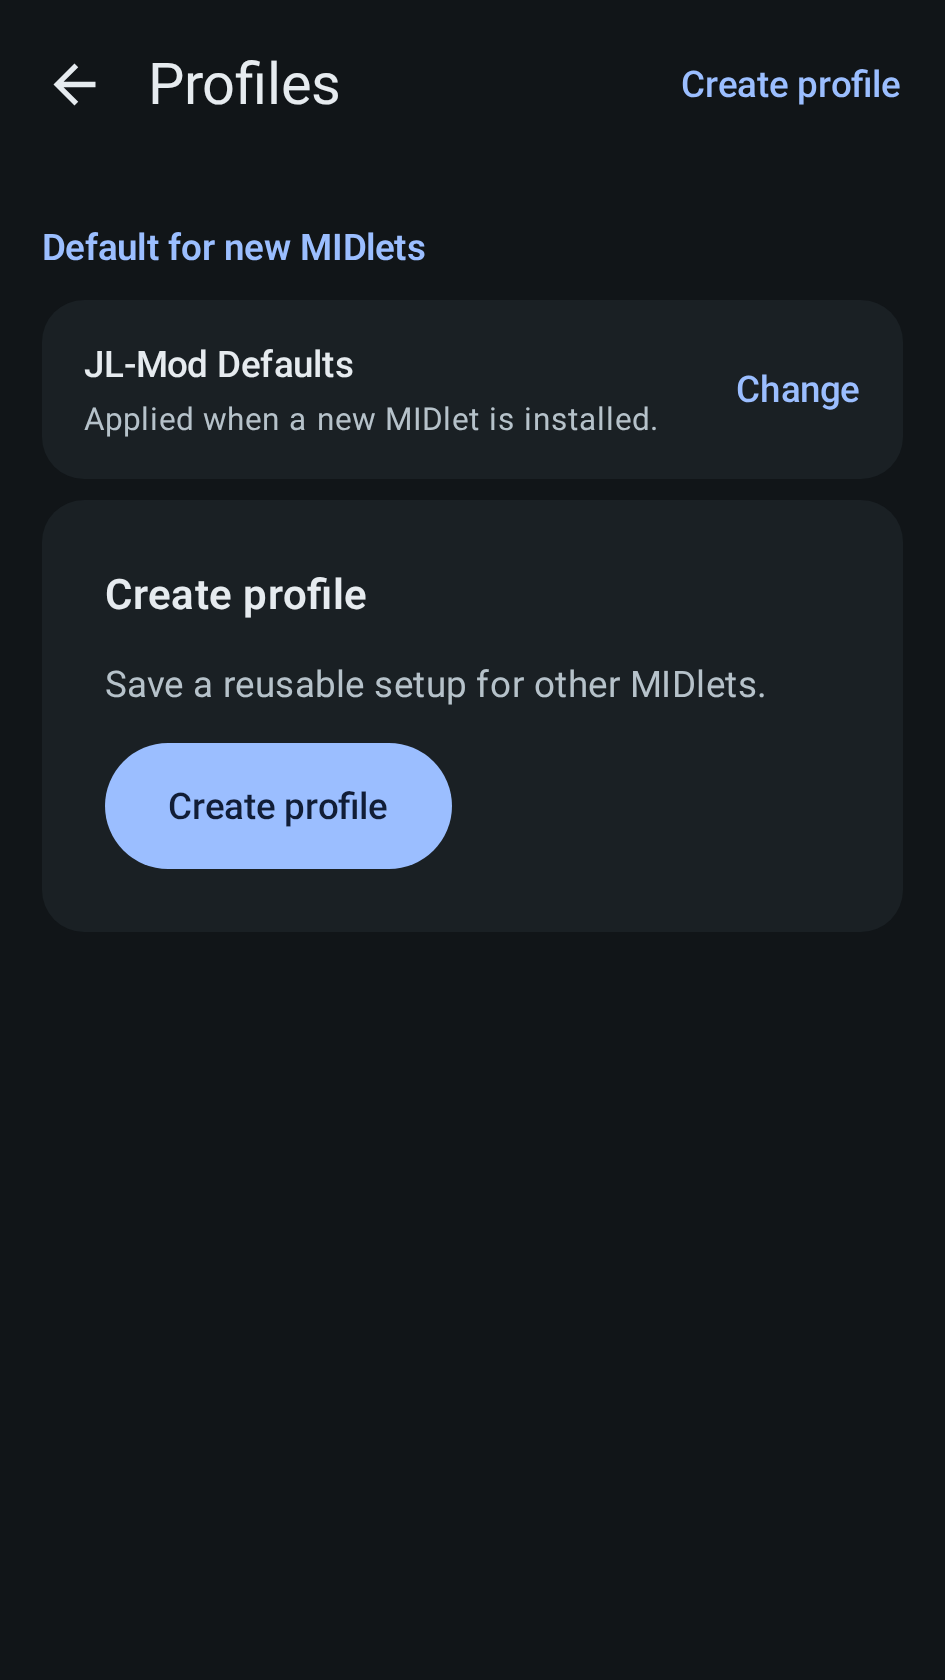 Profiles
Create profile
Default for new MIDlets
JL-Mod Defaults
Applied when a new MIDlet is installed.
Change
Create profile
Save a reusable setup for other MIDlets.
Create profile